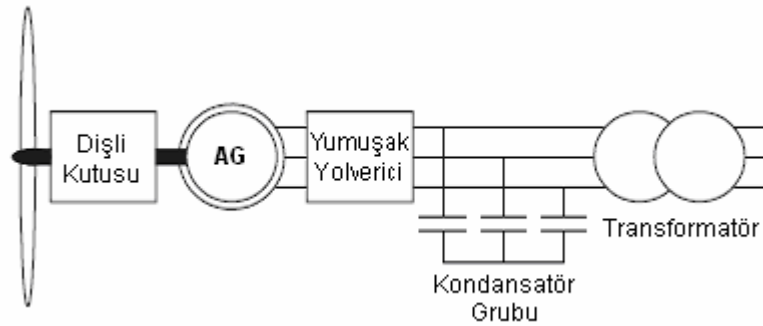 Dişli
Kutusu
AG
Yumuşak
Yolverici
Transformatör
Kondansatör
Grubu